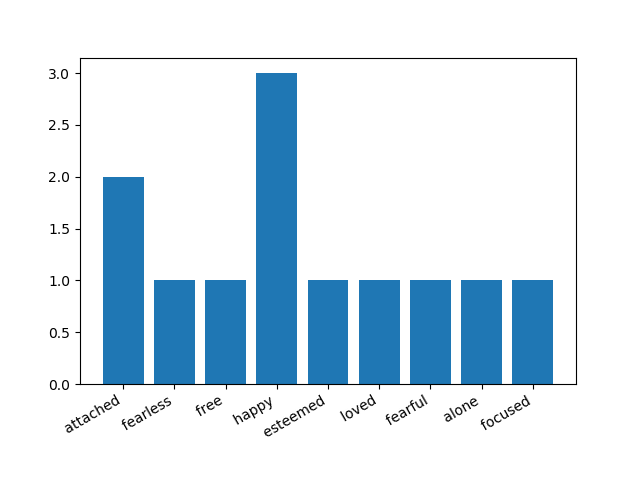 3.0
2.5
2.0
1.5
1.0
0.5
0.0
attached
fearless
free
happy
esteemed
loved
fearful
alone
focused